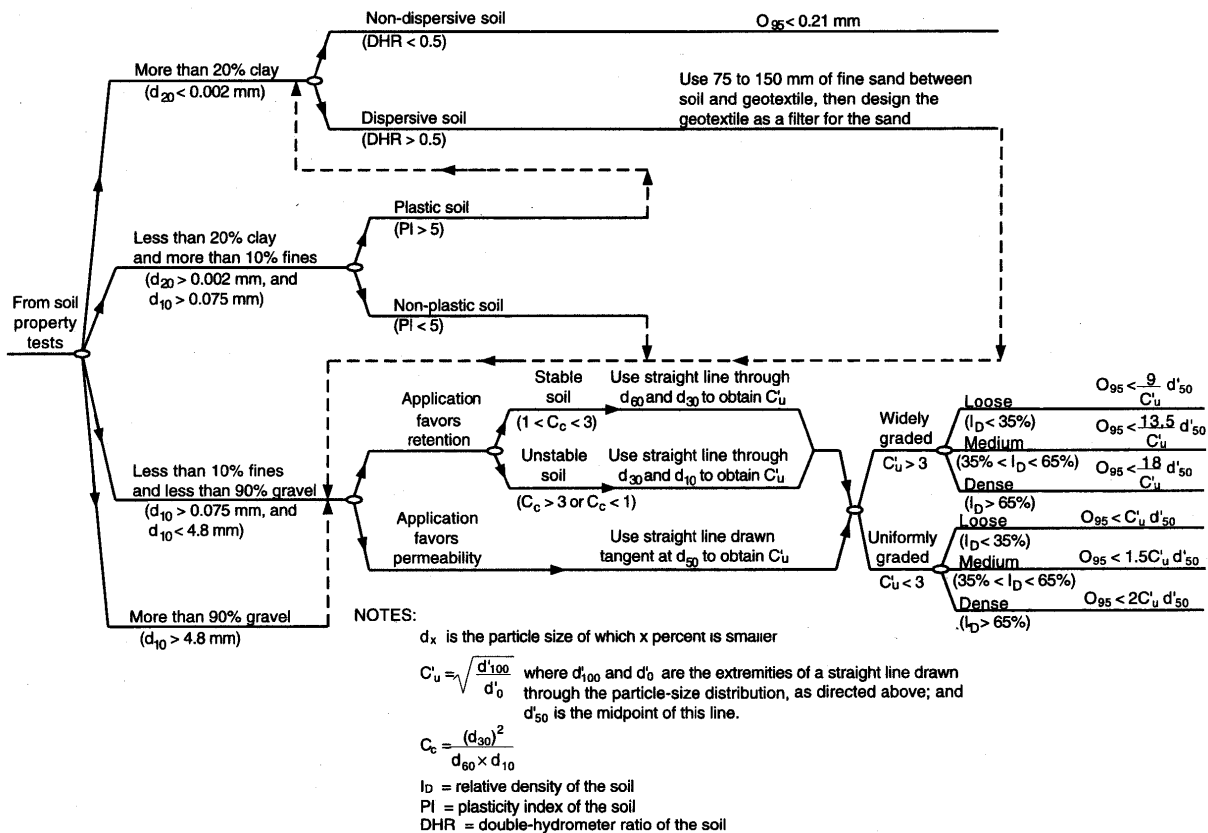 Non-dispersive soil
(DHR < 0.5)
O95 < 0.21 mm
More than 20% clay
(d20 < 0.002 mm)
Use 75 to 150 mm of fine sand between
soil and geotextile, then design the
geotextile as a filter for the sand
Dispersive soil
(DHR > 0.5)
Plastic soil
(PI > 5)
Less than 20% clay
and more than 10% fines
(d20 > 0.002 mm, and
d10 > 0.075 mm)
Non-plastic soil
(PI < 5)
From soil
property
tests
Application
favors
retention
Stable
soil
(1 < Cc < 3)
Use straight line through
d60 and d30 to obtain C'u
Unstable
soil
(Cc > 3 or Cc < 1)
Use straight line through
d30 and d10 to obtain C'u
Less than 10% fines
and less than 90% gravel
(d10 > 0.075 mm, and
d10 < 4.8 mm)
Application
favors
permeability
Use straight line drawn
tangent at d50 to obtain C'u
Widely
graded
C'u > 3
Loose
(ID < 35%)
O95 < 9/C'u d'50
Medium
(35% < ID < 65%)
O95 < 13.5/C'u d'50
Dense
(ID > 65%)
O95 < 18/C'u d'50
Uniformly
graded
C'u < 3
Loose
(ID < 35%)
O95 < C'u d'50
Medium
(35% < ID < 65%)
O95 < 1.5C'u d'50
Dense
(ID > 65%)
O95 < 2C'u d'50
More than 90% gravel
(d10 > 4.8 mm)
NOTES:
dx is the particle size of which x percent is smaller
C'u = √(d'100/d'0) where d'100 and d'0 are the extremities of a straight line drawn
through the particle-size distribution, as directed above; and
d'50 is the midpoint of this line.
Cc = (d30)²/d60 × d10
ID = relative density of the soil
PI = plasticity index of the soil
DHR = double-hydrometer ratio of the soil